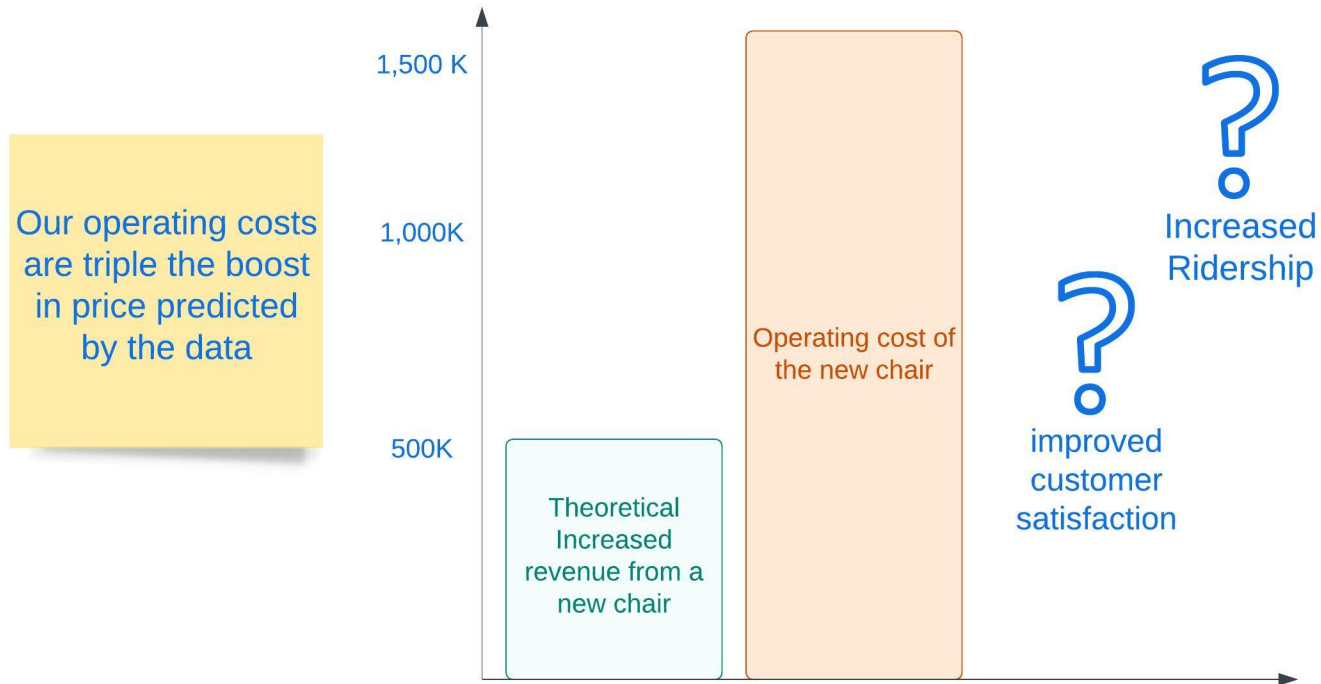 Our operating costs
are triple the boost
in price predicted
by the data
1,500 K
1,000K
500K
Theoretical
Increased
revenue from a
new chair
Operating cost of
the new chair
?
improved
customer
satisfaction
?
Increased
Ridership